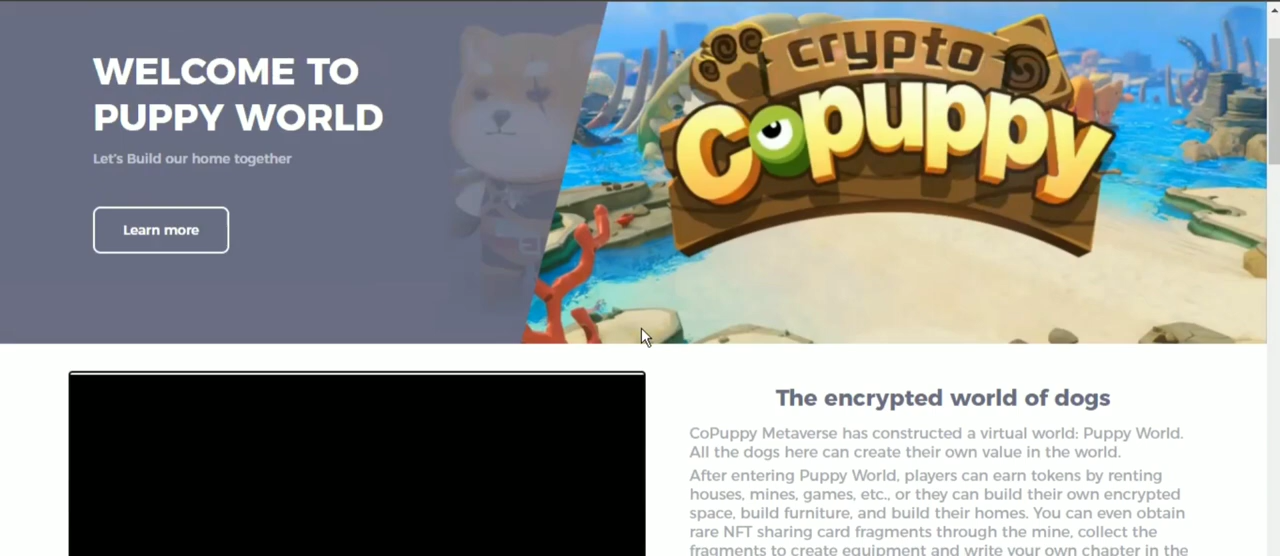 WELCOME TO
PUPPY WORLD
Let's Build our home together
Learn more
crypto
Copuppy
The encrypted world of dogs
CoPuppy Metaverse has constructed a virtual world: Puppy World.
All the dogs here can create their own value in the world.
After entering Puppy World, players can earn tokens by renting
houses, mines, games, etc., or they can build their own encrypted
space, build furniture, and build their homes. You can even obtain
rare NFT sharing card fragments through the mine, collect the
fragments to create equipment and write your own chapter in the